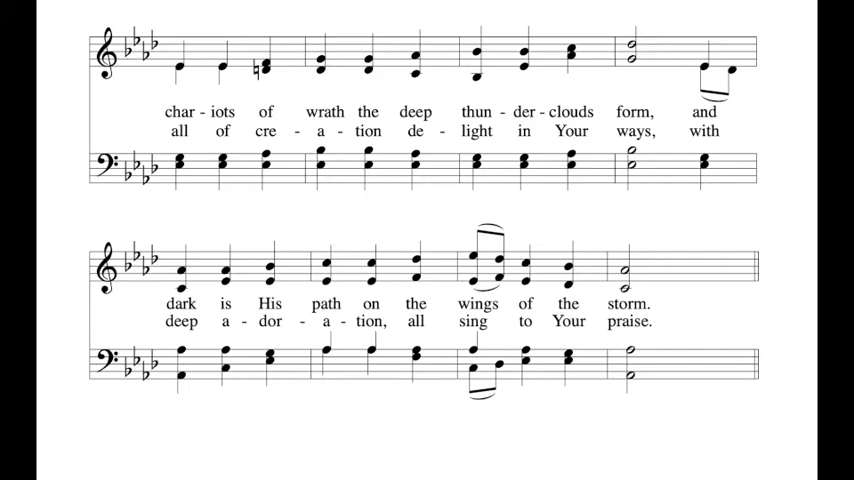 char - iots of wrath the deep thun - der - clouds form, and
all of cre - a - tion de - light in Your ways, with
dark is His path on the wings of the storm.
deep a - dor - a - tion, all sing to Your praise.